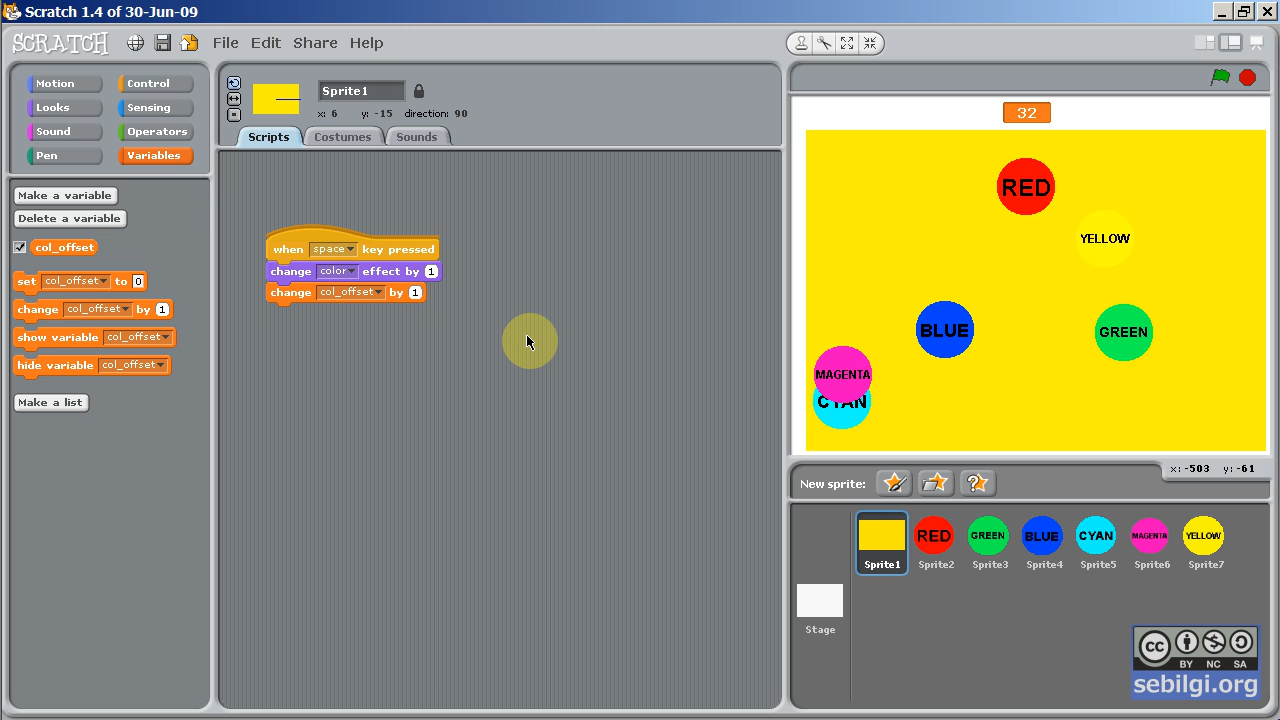 Scratch 1.4 of 30-Jun-09
SCRATCH File Edit Share Help
Motion Control
Looks Sensing
Sound Operators
Pen Variables
Make a variable
Delete a variable
col_offset
set col_offset to 0
change col_offset by 1
show variable col_offset
hide variable col_offset
Make a list
Sprite1
x: 6 y: -15 direction: 90
Scripts Costumes Sounds
when space key pressed
change color effect by 1
change col_offset by 1
32
RED
YELLOW
BLUE
GREEN
MAGENTA
CYAN
x: -503 y: -61
New sprite:
RED GREEN BLUE CYAN MAGENTA YELLOW
Sprite1 Sprite2 Sprite3 Sprite4 Sprite5 Sprite6 Sprite7
Stage
cc
BY NC SA
sebilgi.org